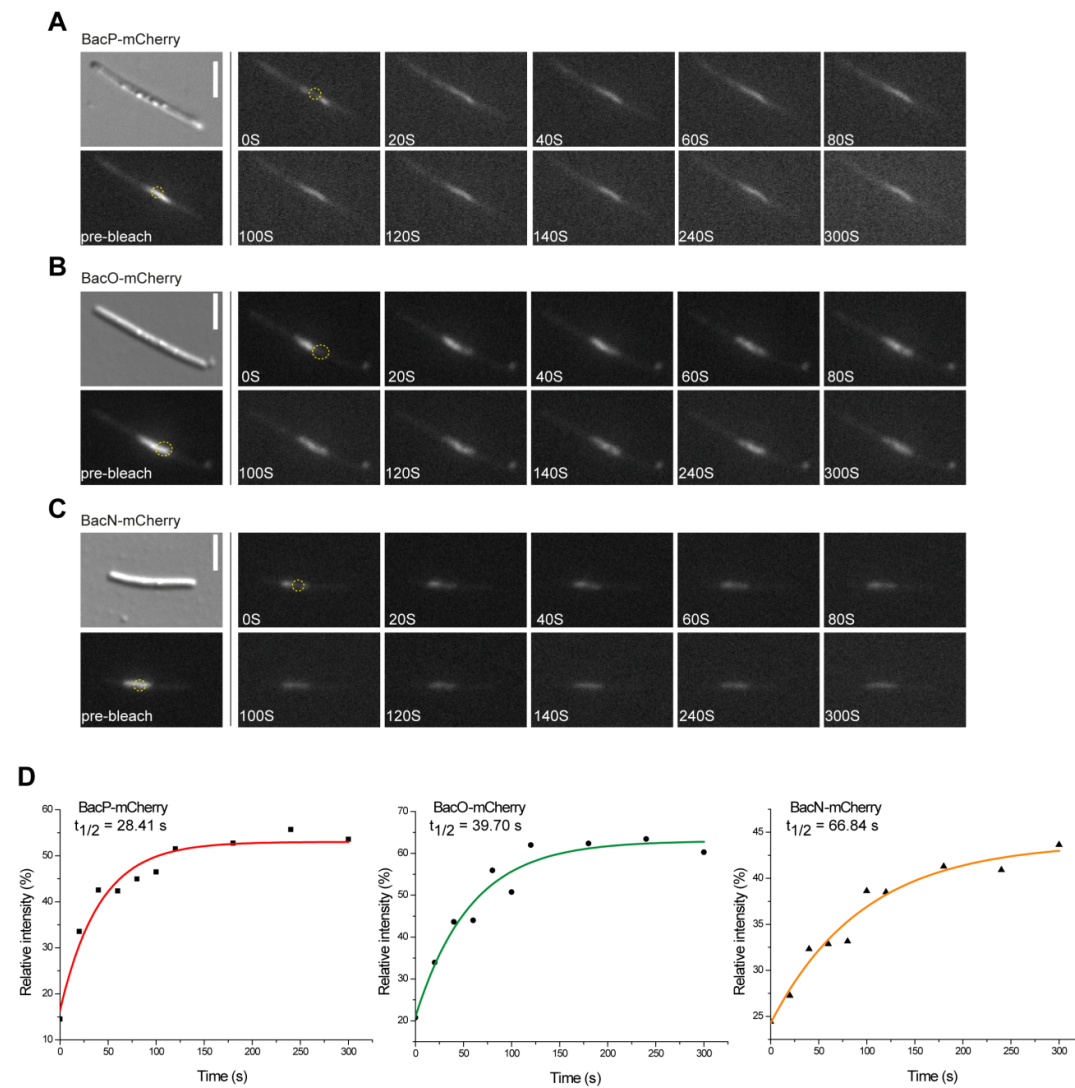 A
BacP-mCherry
0S 20S 40S 60S 80S
pre-bleach 100S 120S 140S 240S 300S
B
BacO-mCherry
0S 20S 40S 60S 80S
pre-bleach 100S 120S 140S 240S 300S
C
BacN-mCherry
0S 20S 40S 60S 80S
pre-bleach 100S 120S 140S 240S 300S
D
BacP-mCherry
t1/2 = 28.41 s
Relative intensity (%)
60
50
40
30
20
10
0 50 100 150 200 250 300
Time (s)
BacO-mCherry
t1/2 = 39.70 s
Relative intensity (%)
70
60
50
40
30
20
0 50 100 150 200 250 300
Time (s)
BacN-mCherry
t1/2 = 66.84 s
Relative intensity (%)
45
40
35
30
25
0 50 100 150 200 250 300
Time (s)